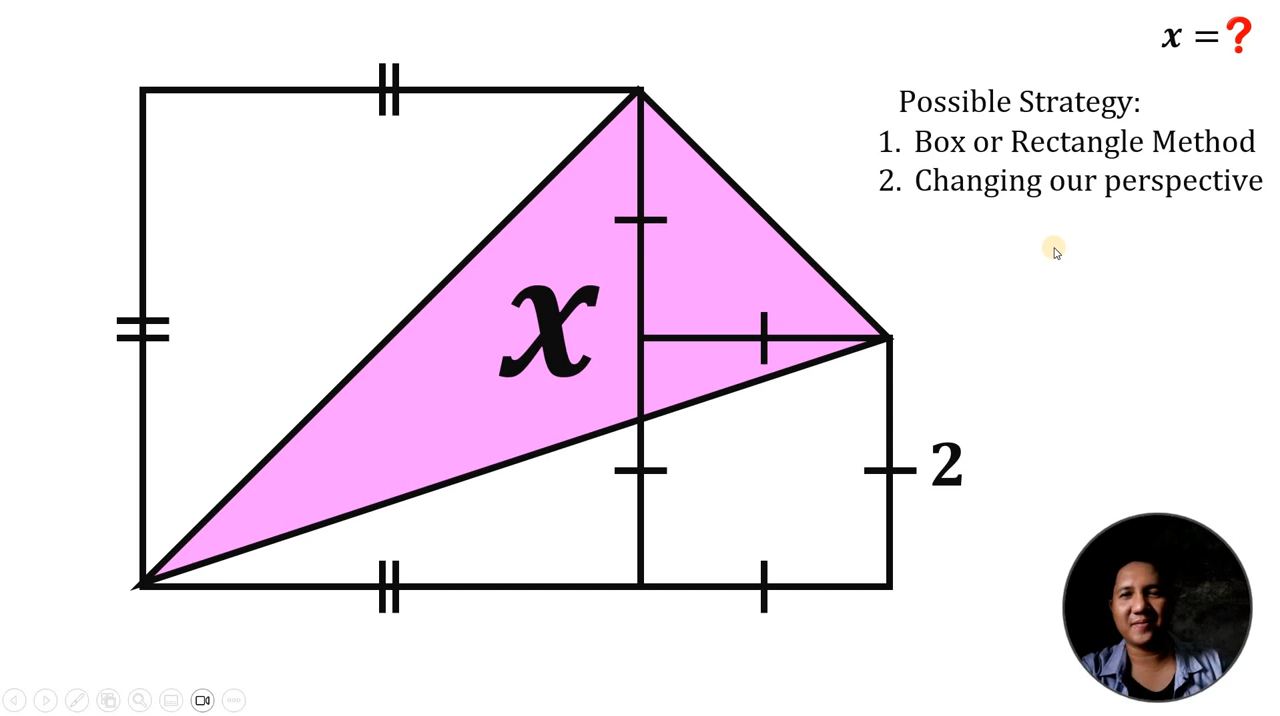 x = ?
Possible Strategy:
1. Box or Rectangle Method
2. Changing our perspective
x
2